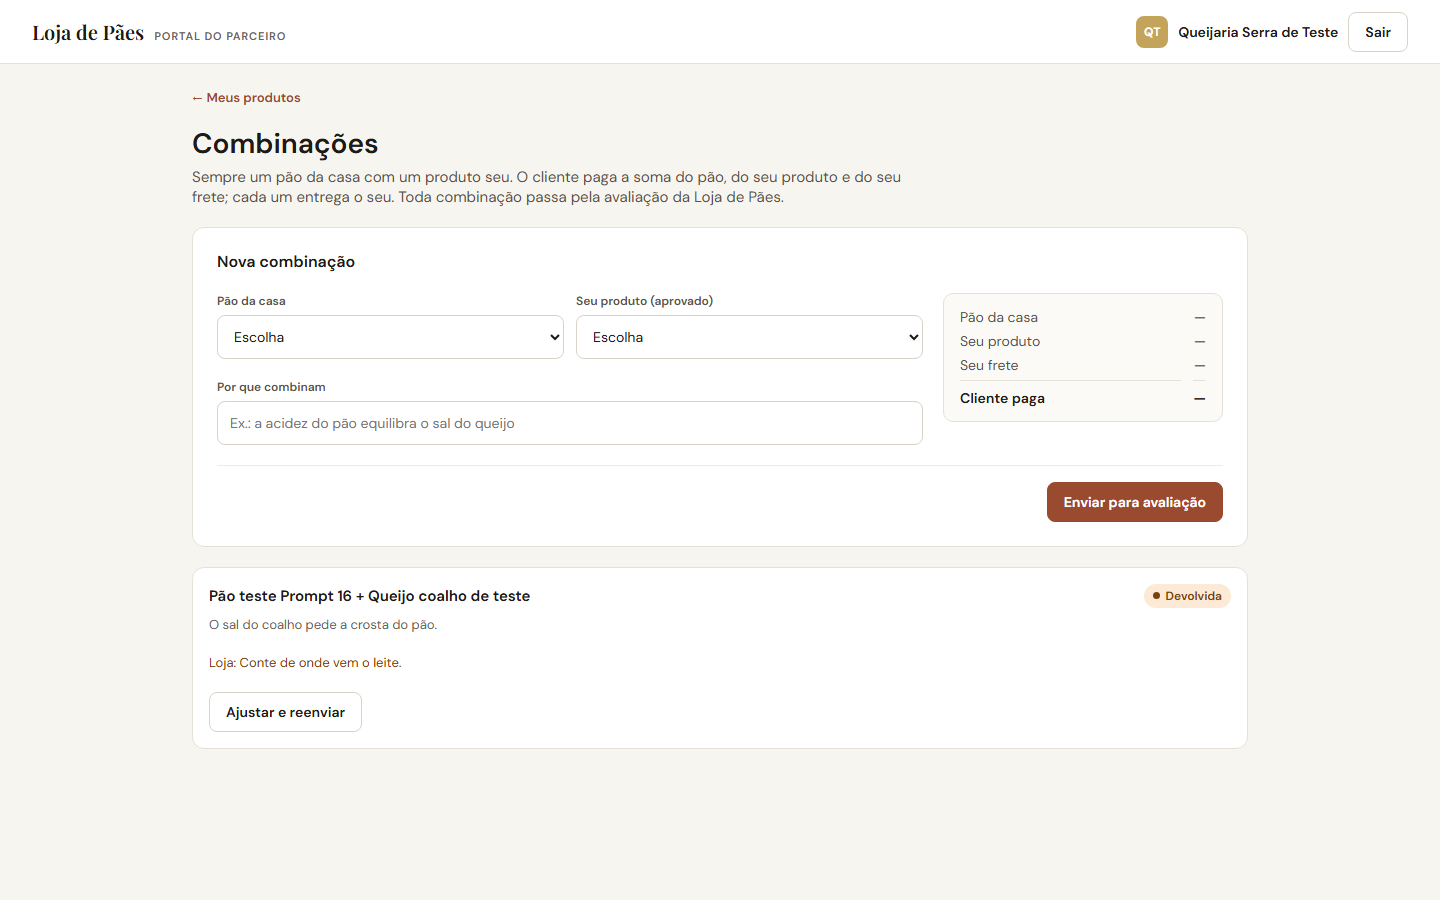 Loja de Pães PORTAL DO PARCEIRO
QT Queijaria Serra de Teste Sair
← Meus produtos
Combinações
Sempre um pão da casa com um produto seu. O cliente paga a soma do pão, do seu produto e do seu
frete; cada um entrega o seu. Toda combinação passa pela avaliação da Loja de Pães.
Nova combinação
Pão da casa
Escolha
Seu produto (aprovado)
Escolha
Por que combinam
Ex.: a acidez do pão equilibra o sal do queijo
Pão da casa —
Seu produto —
Seu frete —
Cliente paga —
Enviar para avaliação
Pão teste Prompt 16 + Queijo coalho de teste
Devolvida
O sal do coalho pede a crosta do pão.
Loja: Conte de onde vem o leite.
Ajustar e reenviar